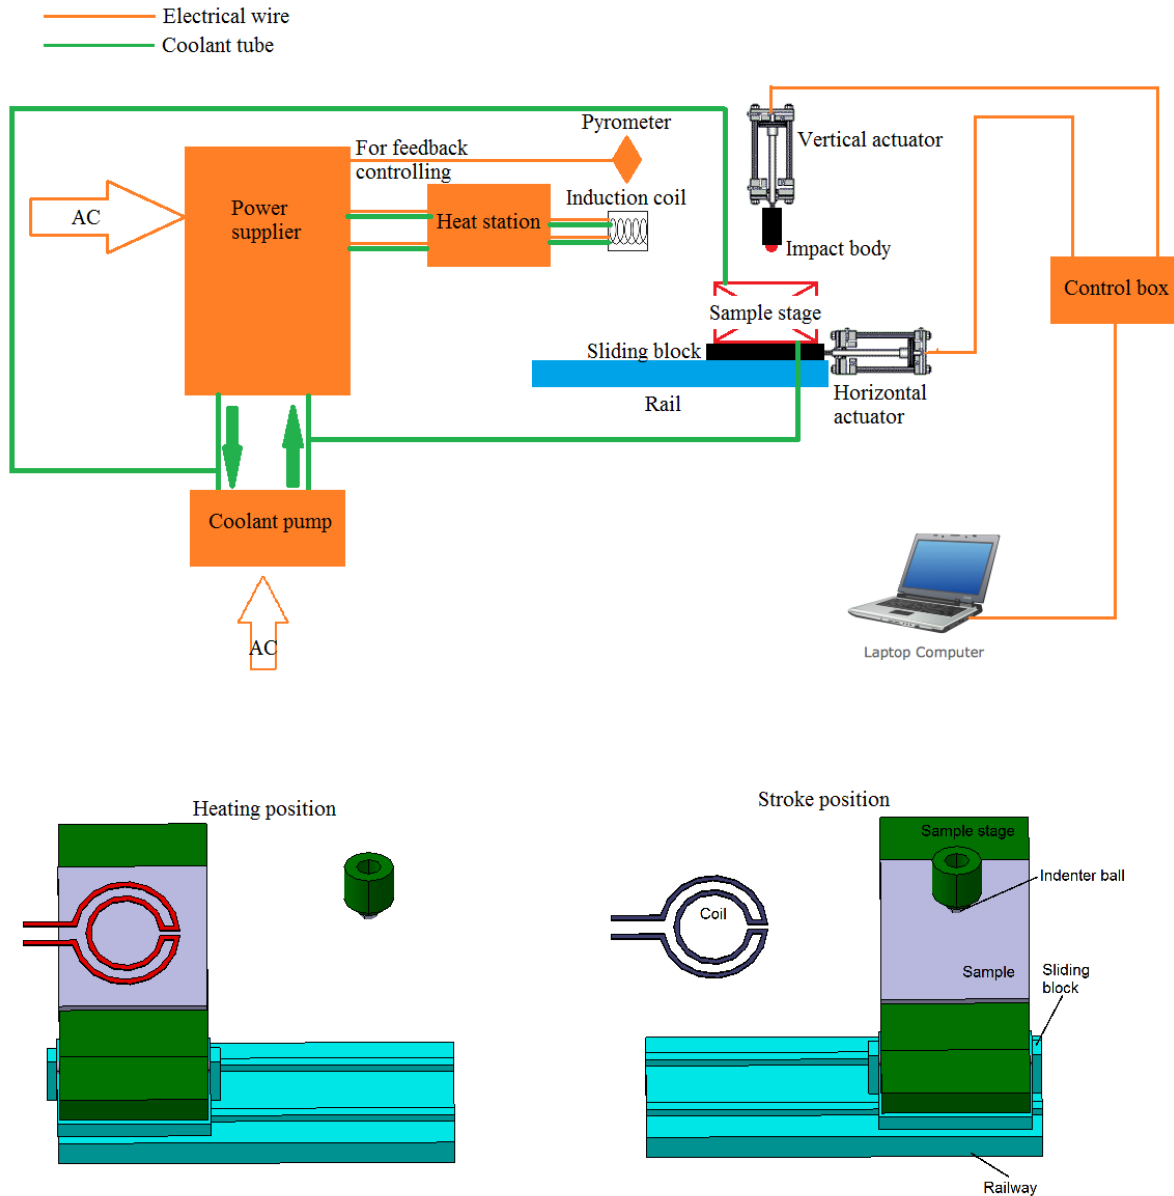 Electrical wire
Coolant tube
Pyrometer
For feedback
controlling
Vertical actuator
AC
Power
supplier
Heat station
Induction coil
Impact body
Control box
Sample stage
Sliding block
Rail
Horizontal
actuator
Coolant pump
AC
Laptop Computer
Heating position
Stroke position
Sample stage
Indenter ball
Coil
Sample
Sliding
block
Railway